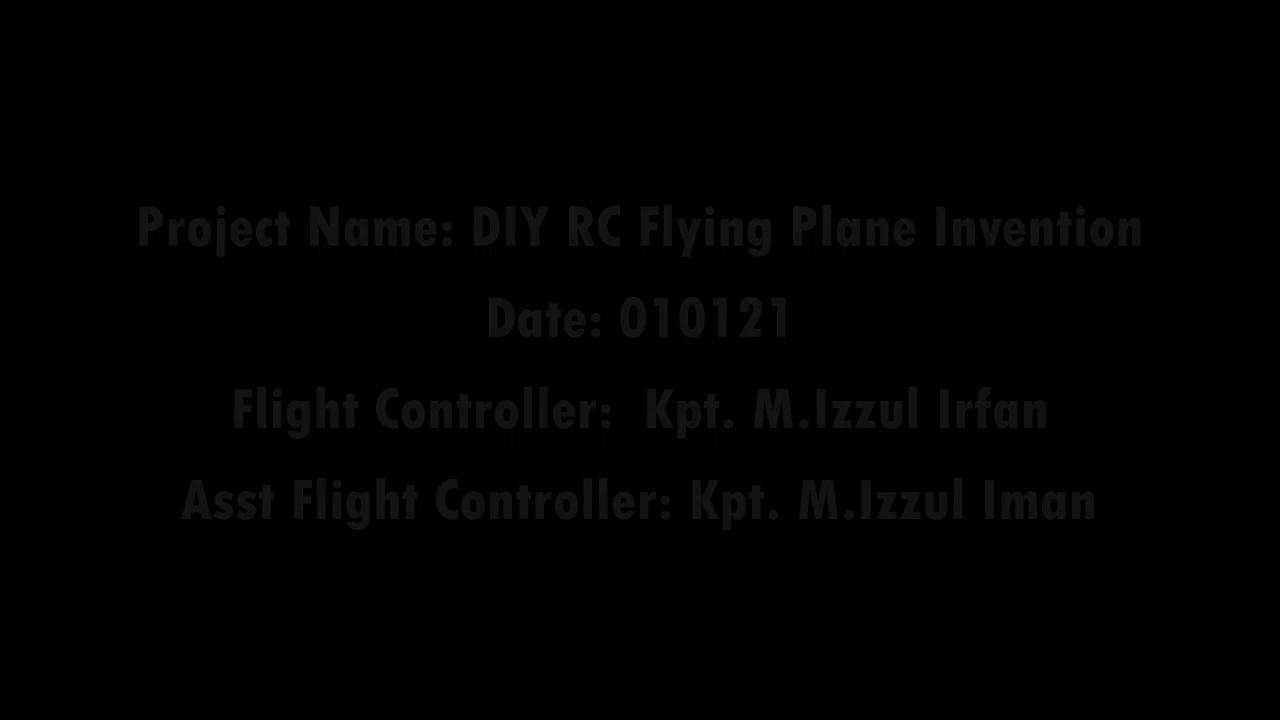 Project Name: DIY RC Flying Plane Invention
Date: 010121
Flight Controller:  Kpt. M.Izzul Irfan
Asst Flight Controller: Kpt. M.Izzul Iman